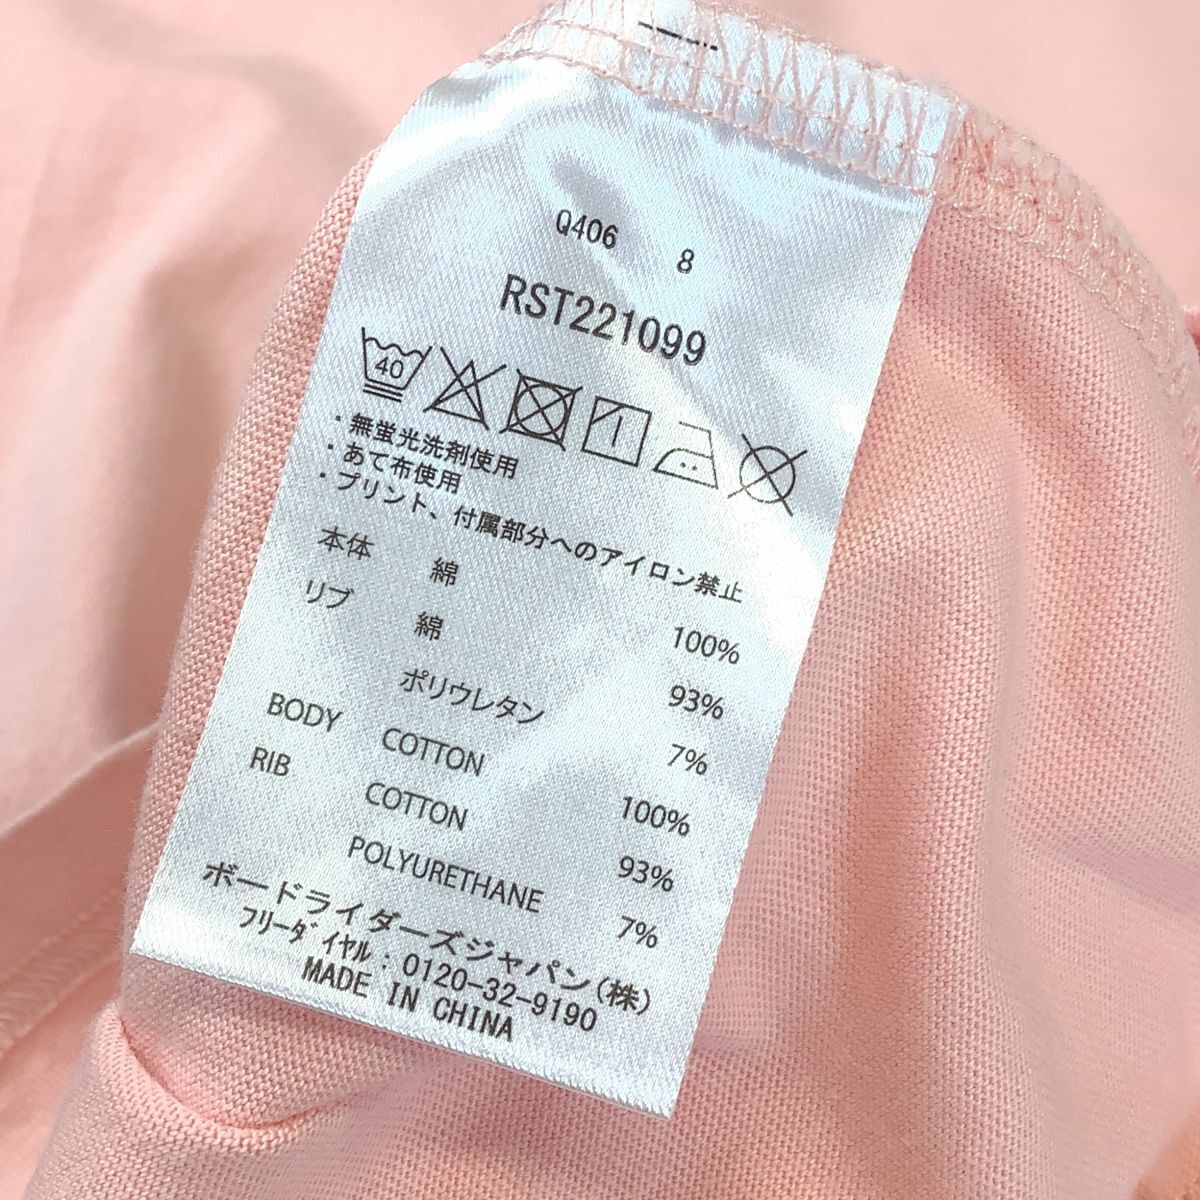 Q406 8
RST221099
40
・無蛍光洗剤使用
・あて布使用
・プリント、付属部分へのアイロン禁止
本体 綿 100%
リブ 綿 93%
ポリウレタン 7%
BODY COTTON 100%
RIB COTTON 93%
POLYURETHANE 7%
ボードライダーズジャパン(株)
フリーダイヤル:0120-32-9190
MADE IN CHINA